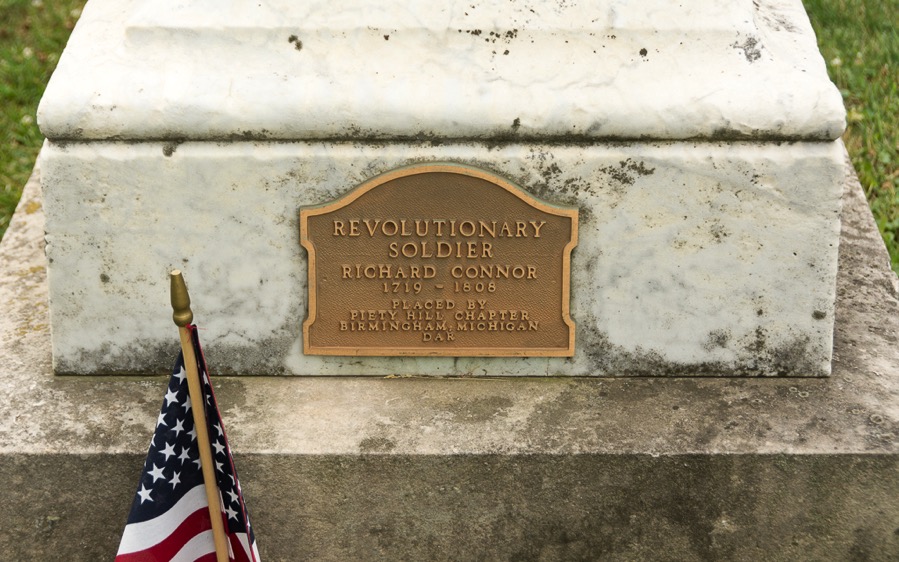 REVOLUTIONARY
SOLDIER
RICHARD CONNOR
1719 - 1808
PLACED BY
PIETY HILL CHAPTER
BIRMINGHAM, MICHIGAN
DAR